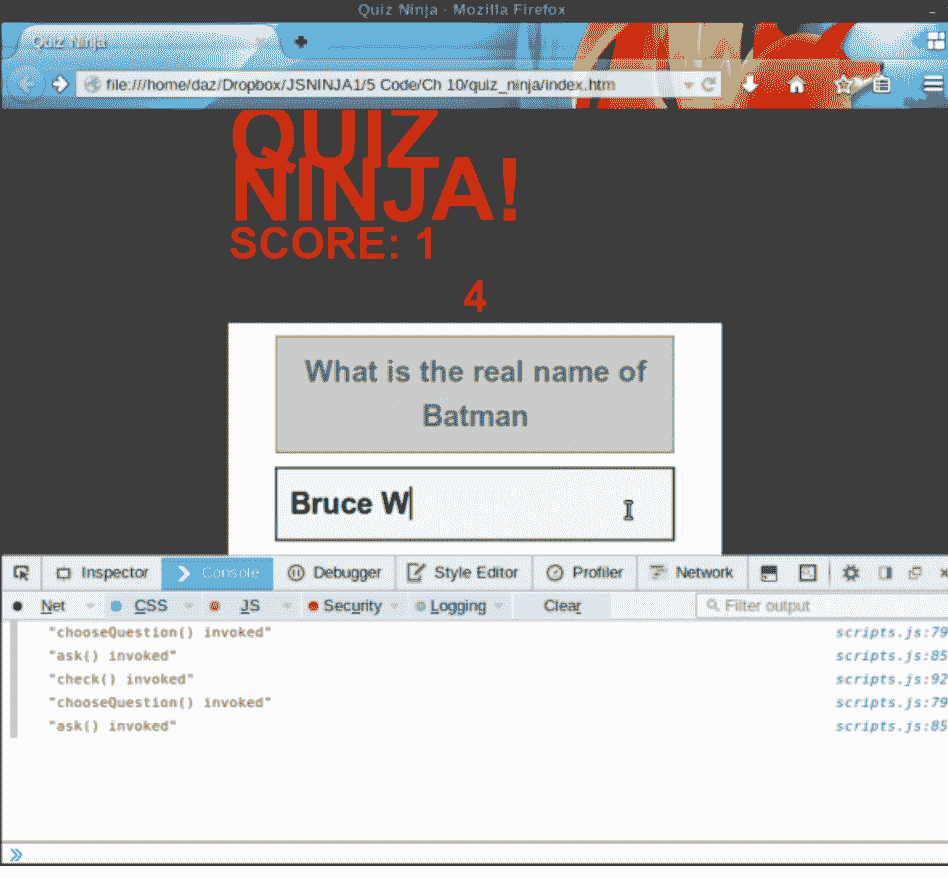 Quiz Ninja - Mozilla Firefox
Quiz Ninja
file:///home/daz/Dropbox/JSNINJA1/5 Code/Ch 10/quiz_ninja/index.htm
QUIZ
NINJA!
SCORE: 1
4
What is the real name of
Batman
Bruce W
Inspector Console Debugger Style Editor Profiler Network
Net CSS JS Security Logging Clear Filter output
"chooseQuestion() invoked" scripts.js:79
"ask() invoked" scripts.js:85
"check() invoked" scripts.js:92
"chooseQuestion() invoked" scripts.js:79
"ask() invoked" scripts.js:85